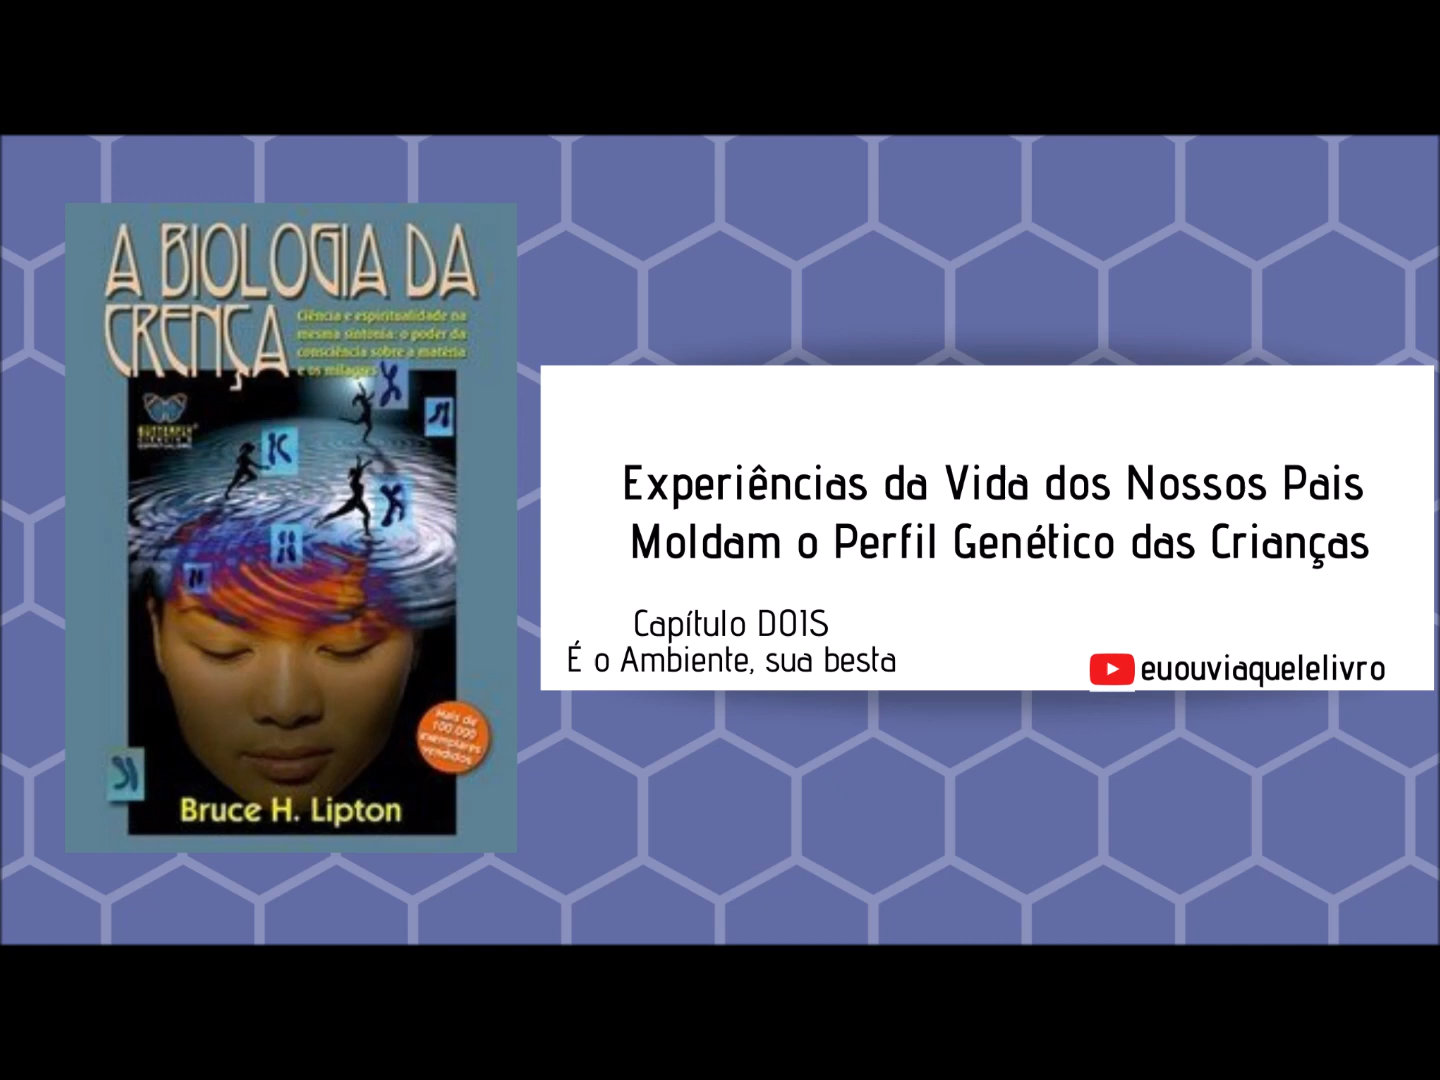 A BIOLOGIA DA
CRENÇA
Ciência e espiritualidade na
mesma sintonia: o poder da
consciência sobre a matéria
e os milagres
BUTTERFLY
Mais de
100.000
exemplares
vendidos
Bruce H. Lipton
Experiências da Vida dos Nossos Pais
Moldam o Perfil Genético das Crianças
Capítulo DOIS
É o Ambiente, sua besta
euouviaquelelivro